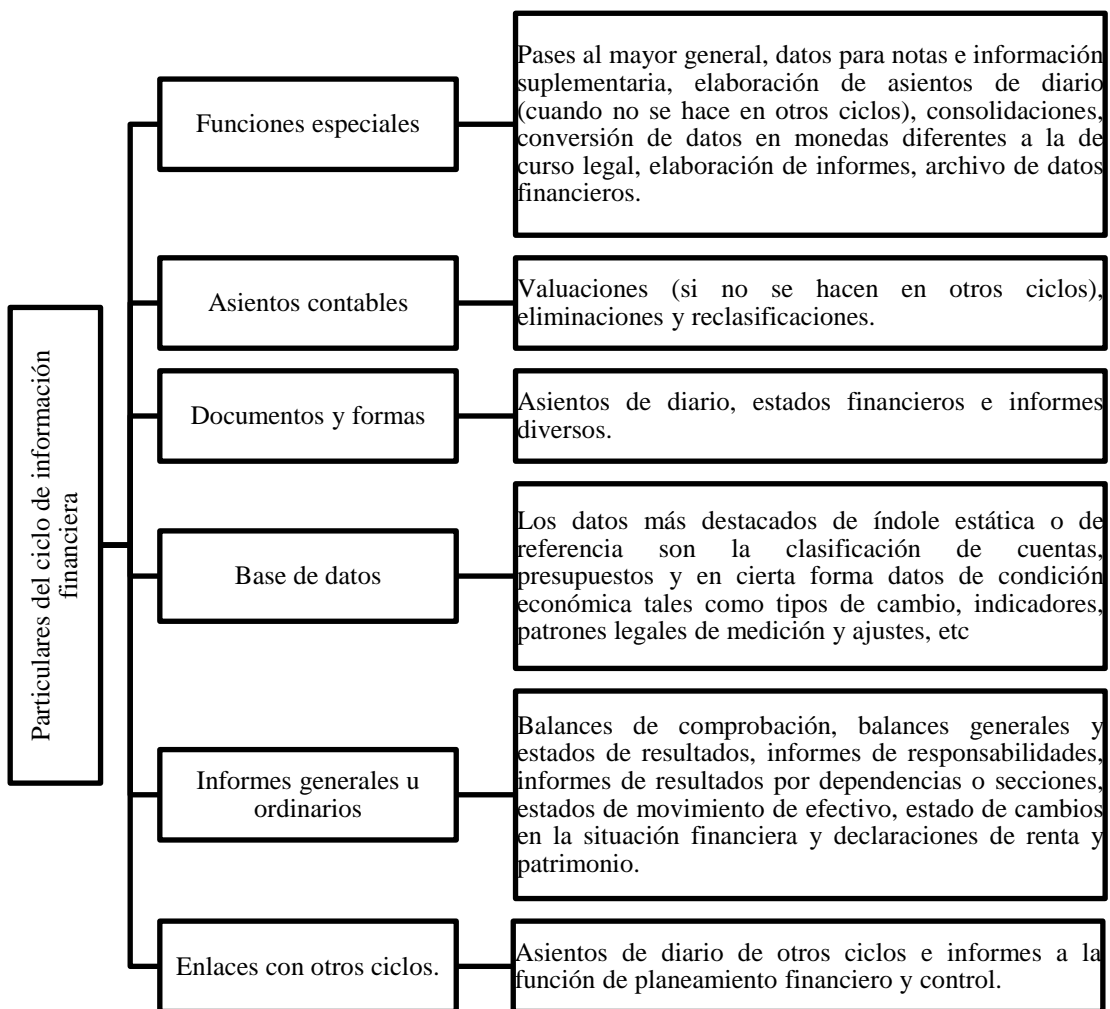 Particulares del ciclo de información
financiera
Funciones especiales
Pases al mayor general, datos para notas e información
suplementaria, elaboración de asientos de diario
(cuando no se hace en otros ciclos), consolidaciones,
conversión de datos en monedas diferentes a la de
curso legal, elaboración de informes, archivo de datos
financieros.
Asientos contables
Valuaciones (si no se hacen en otros ciclos),
eliminaciones y reclasificaciones.
Documentos y formas
Asientos de diario, estados financieros e informes
diversos.
Base de datos
Los datos más destacados de índole estática o de
referencia son la clasificación de cuentas,
presupuestos y en cierta forma datos de condición
económica tales como tipos de cambio, indicadores,
patrones legales de medición y ajustes, etc
Informes generales u
ordinarios
Balances de comprobación, balances generales y
estados de resultados, informes de responsabilidades,
informes de resultados por dependencias o secciones,
estados de movimiento de efectivo, estado de cambios
en la situación financiera y declaraciones de renta y
patrimonio.
Enlaces con otros ciclos.
Asientos de diario de otros ciclos e informes a la
función de planeamiento financiero y control.